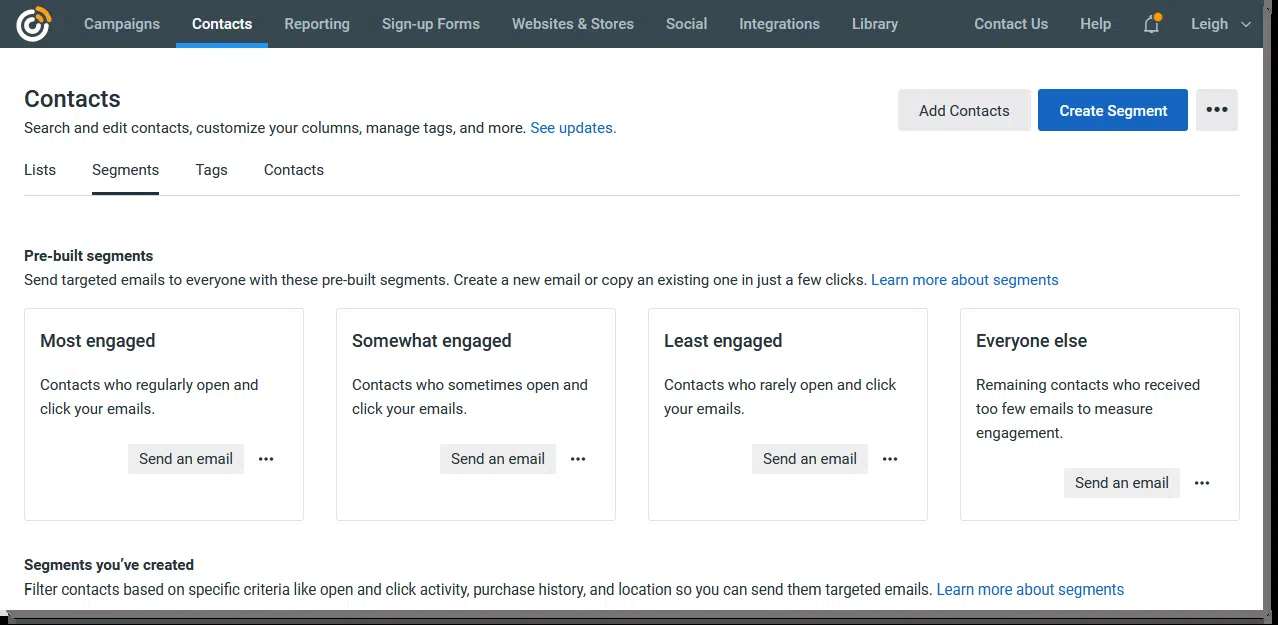 Campaigns Contacts Reporting Sign-up Forms Websites & Stores Social Integrations Library Contact Us Help Leigh
Contacts
Search and edit contacts, customize your columns, manage tags, and more. See updates.
Add Contacts
Create Segment
•••
Lists Segments Tags Contacts
Pre-built segments
Send targeted emails to everyone with these pre-built segments. Create a new email or copy an existing one in just a few clicks. Learn more about segments
Most engaged
Contacts who regularly open and
click your emails.
Send an email •••
Somewhat engaged
Contacts who sometimes open and
click your emails.
Send an email •••
Least engaged
Contacts who rarely open and click
your emails.
Send an email •••
Everyone else
Remaining contacts who received
too few emails to measure
engagement.
Send an email •••
Segments you’ve created
Filter contacts based on specific criteria like open and click activity, purchase history, and location so you can send them targeted emails. Learn more about segments